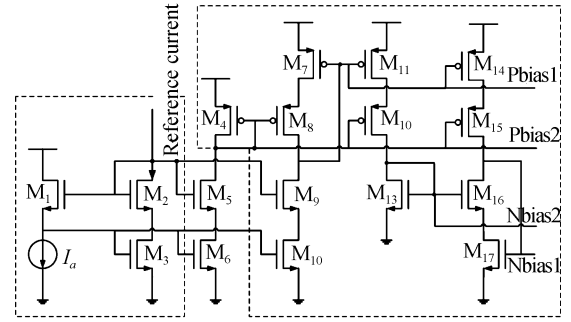 Reference current
M7
M11
M14
Pbias1
M4
M8
M10
M15
Pbias2
M1
M2
M5
M9
M13
M16
Nbias2
Ia
M3
M6
M10
M17
Nbias1